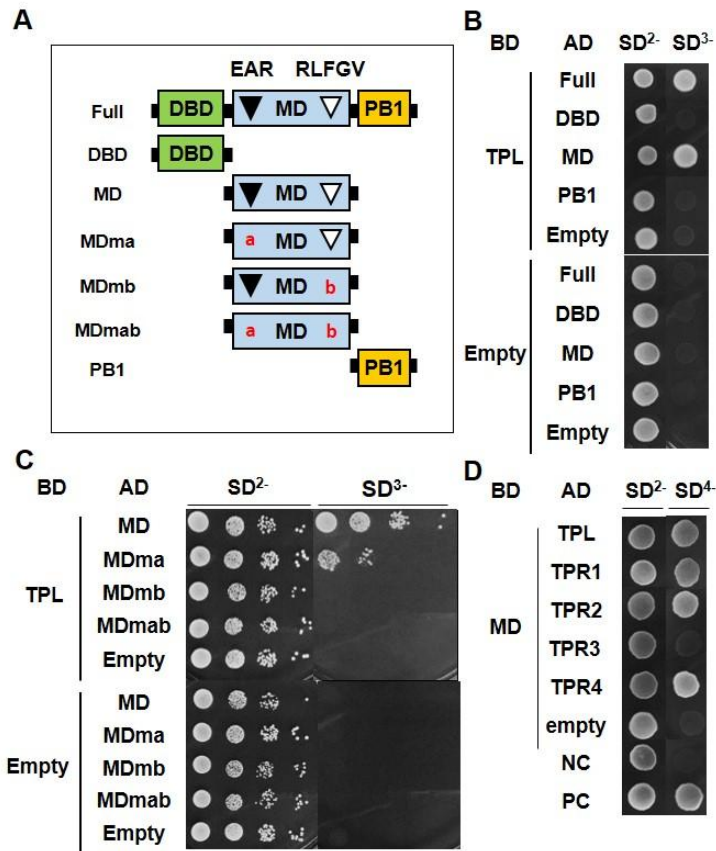 A
EAR RLFGV
Full DBD MD PB1
DBD DBD
MD MD
MDma a MD
MDmb MD b
MDmab a MD b
PB1 PB1
B
BD AD SD2- SD3-
TPL
Full
DBD
MD
PB1
Empty
Empty
Full
DBD
MD
PB1
Empty
C
BD AD SD2- SD3-
TPL
MD
MDma
MDmb
MDmab
Empty
Empty
MD
MDma
MDmb
MDmab
Empty
D
BD AD SD2- SD4-
MD
TPL
TPR1
TPR2
TPR3
TPR4
empty
NC
PC